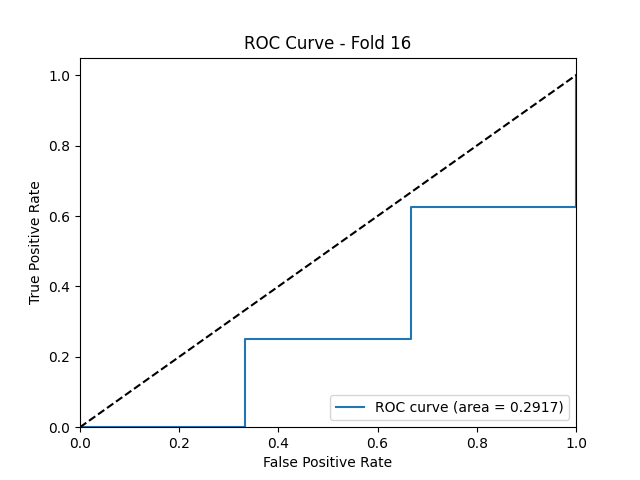 ROC Curve - Fold 16
True Positive Rate
1.0
0.8
0.6
0.4
0.2
0.0
ROC curve (area = 0.2917)
0.0 0.2 0.4 0.6 0.8 1.0
False Positive Rate